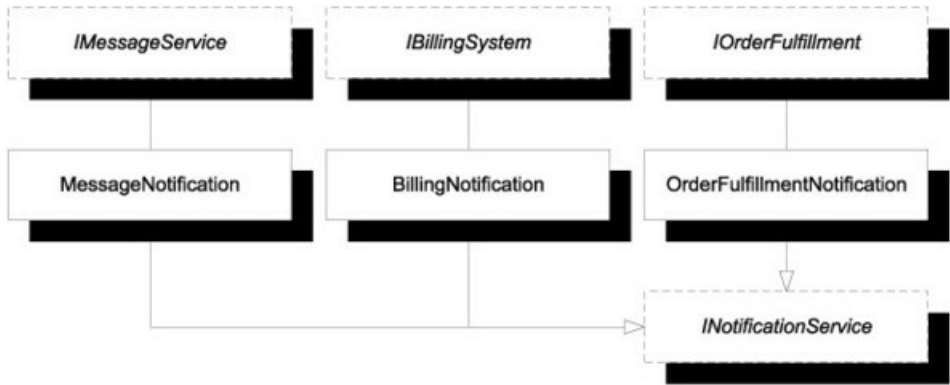 IMessageService
IBillingSystem
IOrderFulfillment
MessageNotification
BillingNotification
OrderFulfillmentNotification
INotificationService